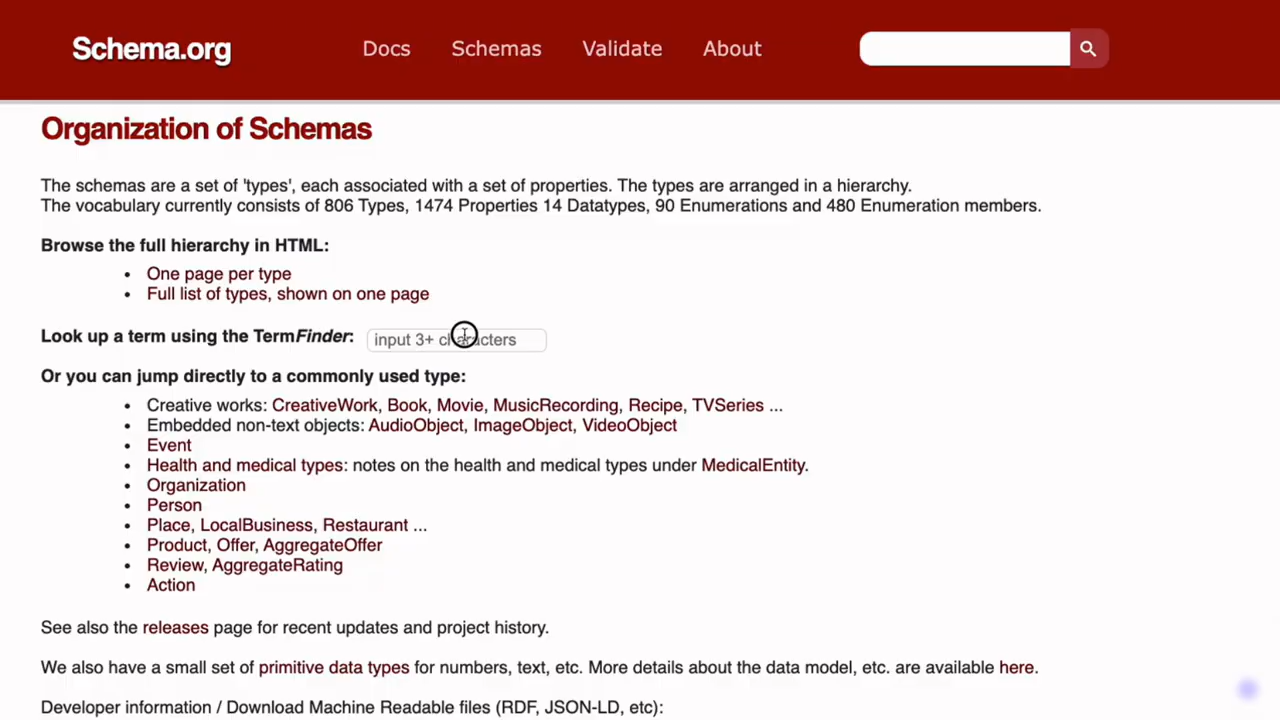 Schema.org
Docs Schemas Validate About
Organization of Schemas
The schemas are a set of 'types', each associated with a set of properties. The types are arranged in a hierarchy.
The vocabulary currently consists of 806 Types, 1474 Properties 14 Datatypes, 90 Enumerations and 480 Enumeration members.
Browse the full hierarchy in HTML:
• One page per type
• Full list of types, shown on one page
Look up a term using the TermFinder: input 3+ characters
Or you can jump directly to a commonly used type:
• Creative works: CreativeWork, Book, Movie, MusicRecording, Recipe, TVSeries ...
• Embedded non-text objects: AudioObject, ImageObject, VideoObject
• Event
• Health and medical types: notes on the health and medical types under MedicalEntity.
• Organization
• Person
• Place, LocalBusiness, Restaurant ...
• Product, Offer, AggregateOffer
• Review, AggregateRating
• Action
See also the releases page for recent updates and project history.
We also have a small set of primitive data types for numbers, text, etc. More details about the data model, etc. are available here.
Developer information / Download Machine Readable files (RDF, JSON-LD, etc):